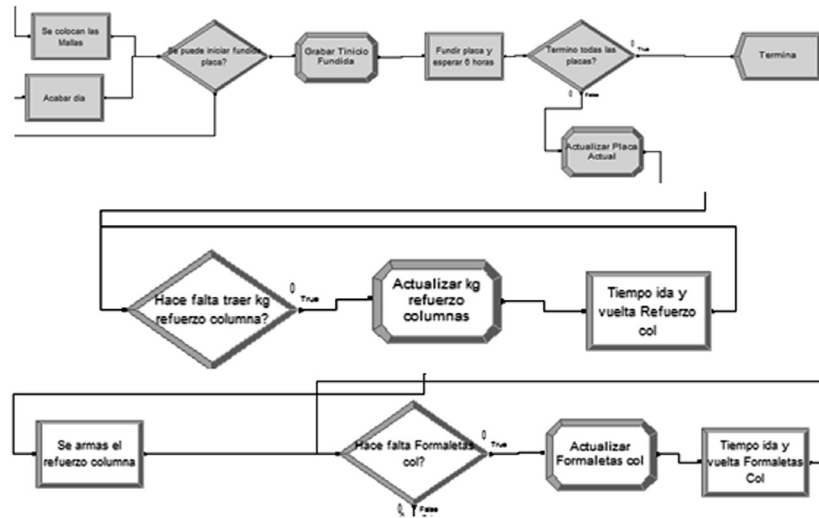 Se colocan las
Mallas
Acabar dia
Se puede iniciar fundida
placa?
Grabar Tinicio
Fundida
Fundir placa y
esperar 6 horas
Termino todas las
placas?
0
True
0
False
Termina
Actualizar Placa
Actual
Hace falta traer kg
refuerzo columna?
0
True
Actualizar kg
refuerzo
columnas
Tiempo ida y
vuelta Refuerzo
col
Se armas el
refuerzo columna
Hace falta Formaletas
col?
0
True
0
False
Actualizar
Formaletas col
Tiempo ida y
vuelta Formaletas
Col